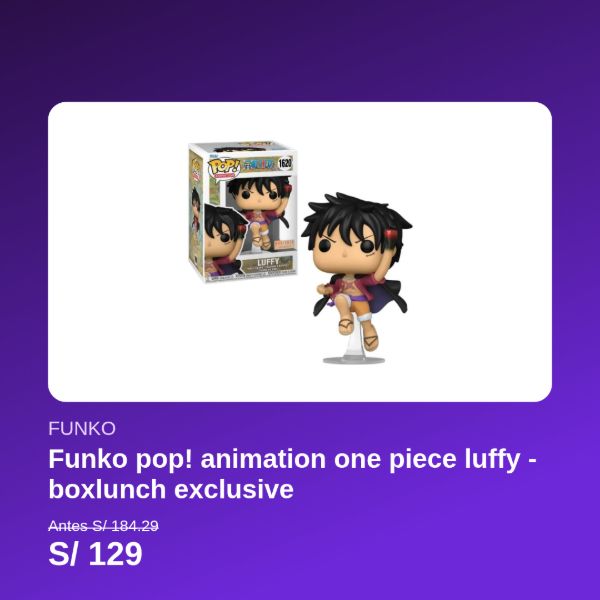 POP!
ONE PIECE
1620
LUFFY
FUNKO
Funko pop! animation one piece luffy -
boxlunch exclusive
Antes S/ 184.29
S/ 129